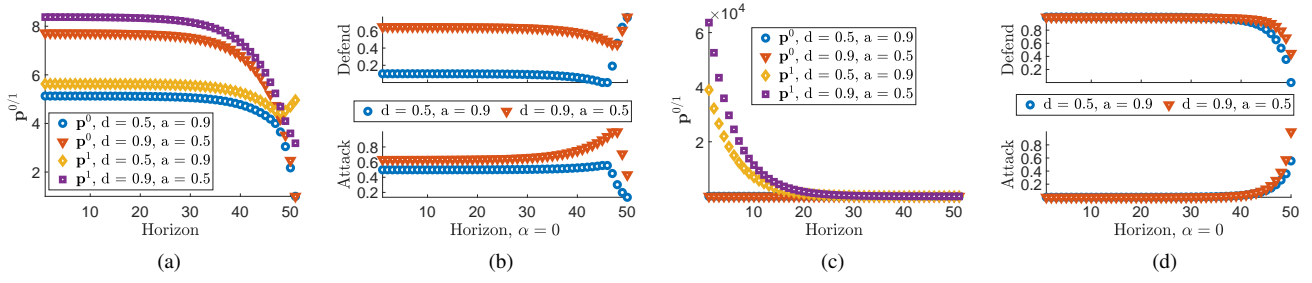 8
6
4
2
p^{0/1}
p^0, d = 0.5, a = 0.9
p^0, d = 0.9, a = 0.5
p^1, d = 0.5, a = 0.9
p^1, d = 0.9, a = 0.5
10 20 30 40 50
Horizon
(a)
Defend
0.6
0.4
0.2
d = 0.5, a = 0.9 d = 0.9, a = 0.5
Attack
0.8
0.6
0.4
0.2
10 20 30 40 50
Horizon, α = 0
(b)
×10^4
6
4
2
p^{0/1}
p^0, d = 0.5, a = 0.9
p^0, d = 0.9, a = 0.5
p^1, d = 0.5, a = 0.9
p^1, d = 0.9, a = 0.5
10 20 30 40 50
Horizon
(c)
Defend
0.8
0.6
0.4
0.2
d = 0.5, a = 0.9 d = 0.9, a = 0.5
Attack
0.8
0.6
0.4
0.2
10 20 30 40 50
Horizon, α = 0
(d)